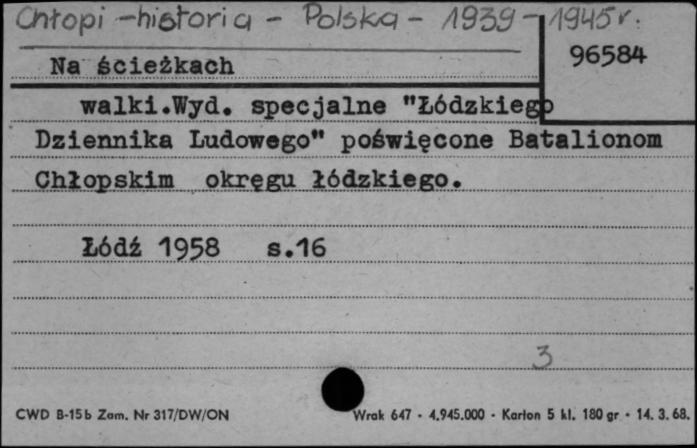 Chłopi - historia - Polska - 1939 - 1945 r.
96584
Na ścieżkach
walki.Wyd. specjalne "Łódzkiego
Dziennika Ludowego" poświęcone Batalionom
Chłopskim okręgu łódzkiego.
Łódź 1958 s.16
3
CWD B-15b Zam. Nr 317/DW/ON Wrak 647 - 4.945.000 - Karton 5 kl. 180 gr - 14. 3. 68.